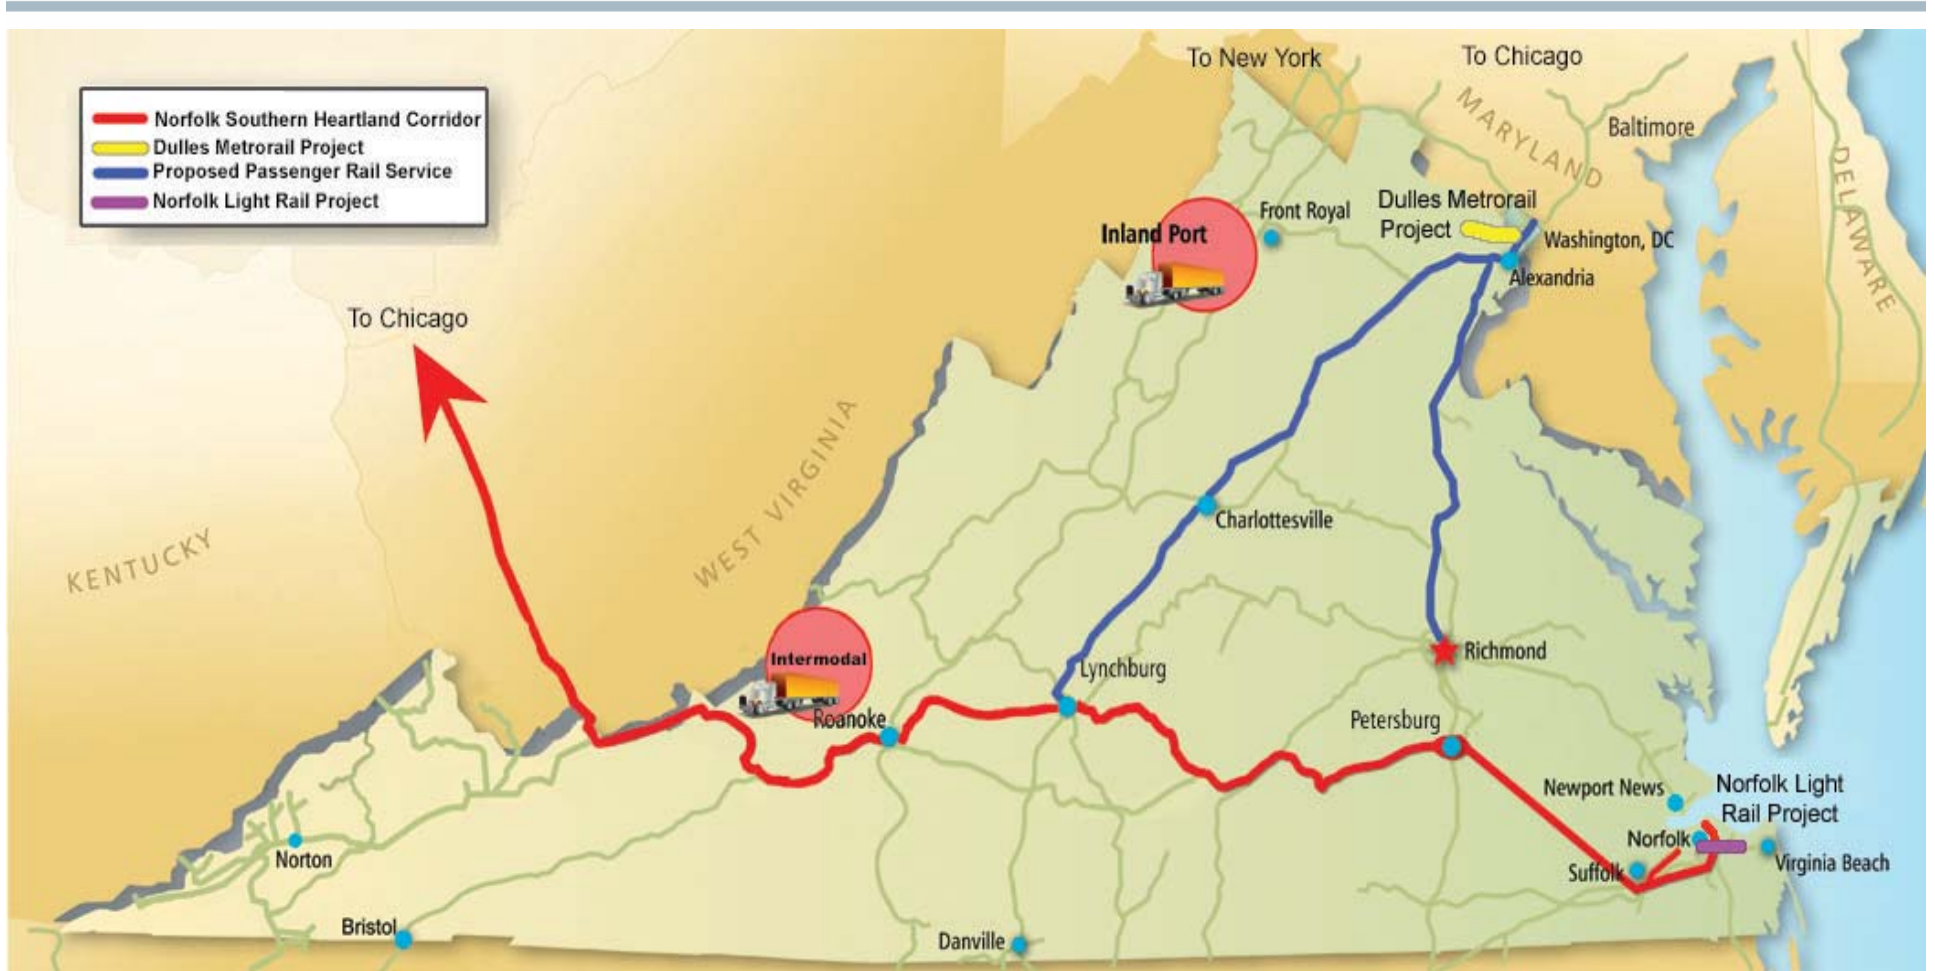 To New York
To Chicago
Norfolk Southern Heartland Corridor
Dulles Metrorail Project
Proposed Passenger Rail Service
Norfolk Light Rail Project
MARYLAND
Baltimore
DELAWARE
Dulles Metrorail
Project
Front Royal
Inland Port
Washington, DC
Alexandria
To Chicago
WEST VIRGINIA
KENTUCKY
Charlottesville
Intermodal
Lynchburg
Richmond
Roanoke
Petersburg
Newport News
Norfolk Light
Rail Project
Norfolk
Virginia Beach
Suffolk
Norton
Bristol
Danville